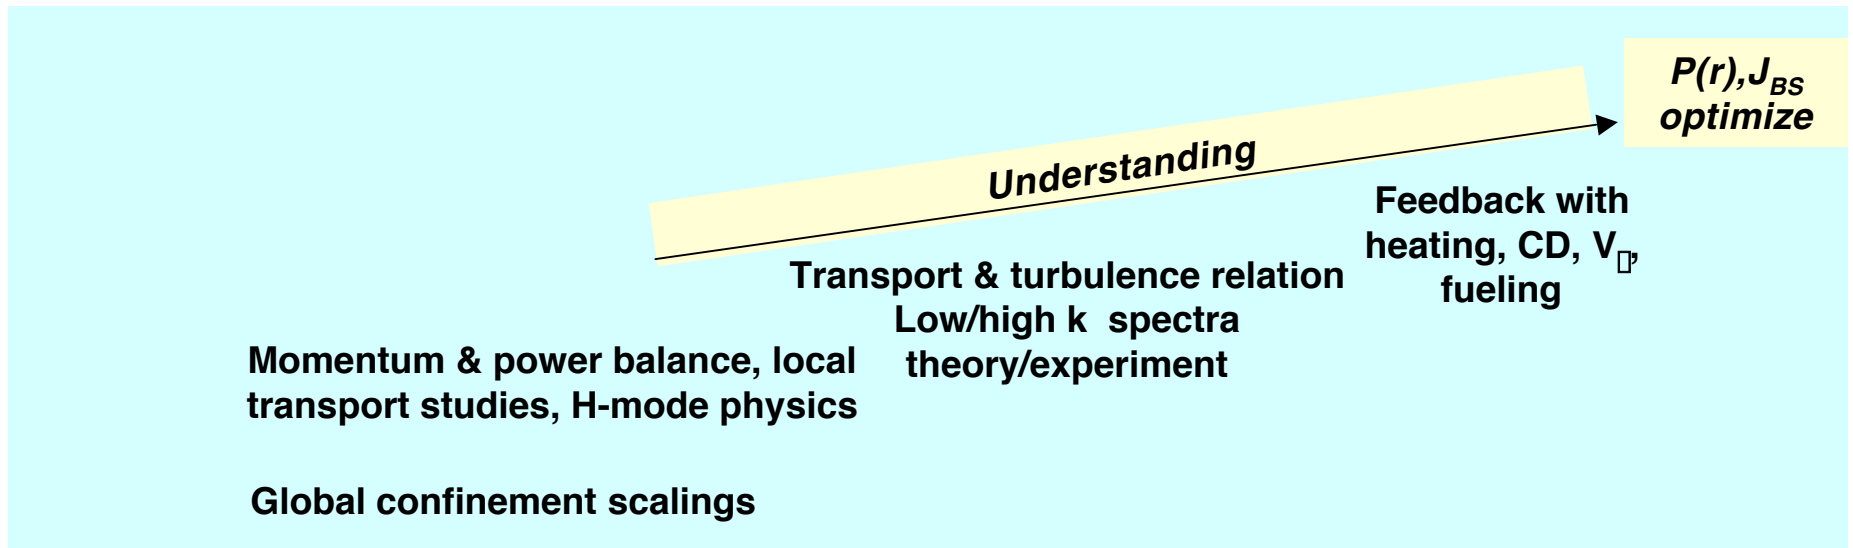 P(r),J_BS
optimize
Understanding
Feedback with
heating, CD, V▯,
fueling
Transport & turbulence relation
Low/high k spectra
theory/experiment
Momentum & power balance, local
transport studies, H-mode physics
Global confinement scalings